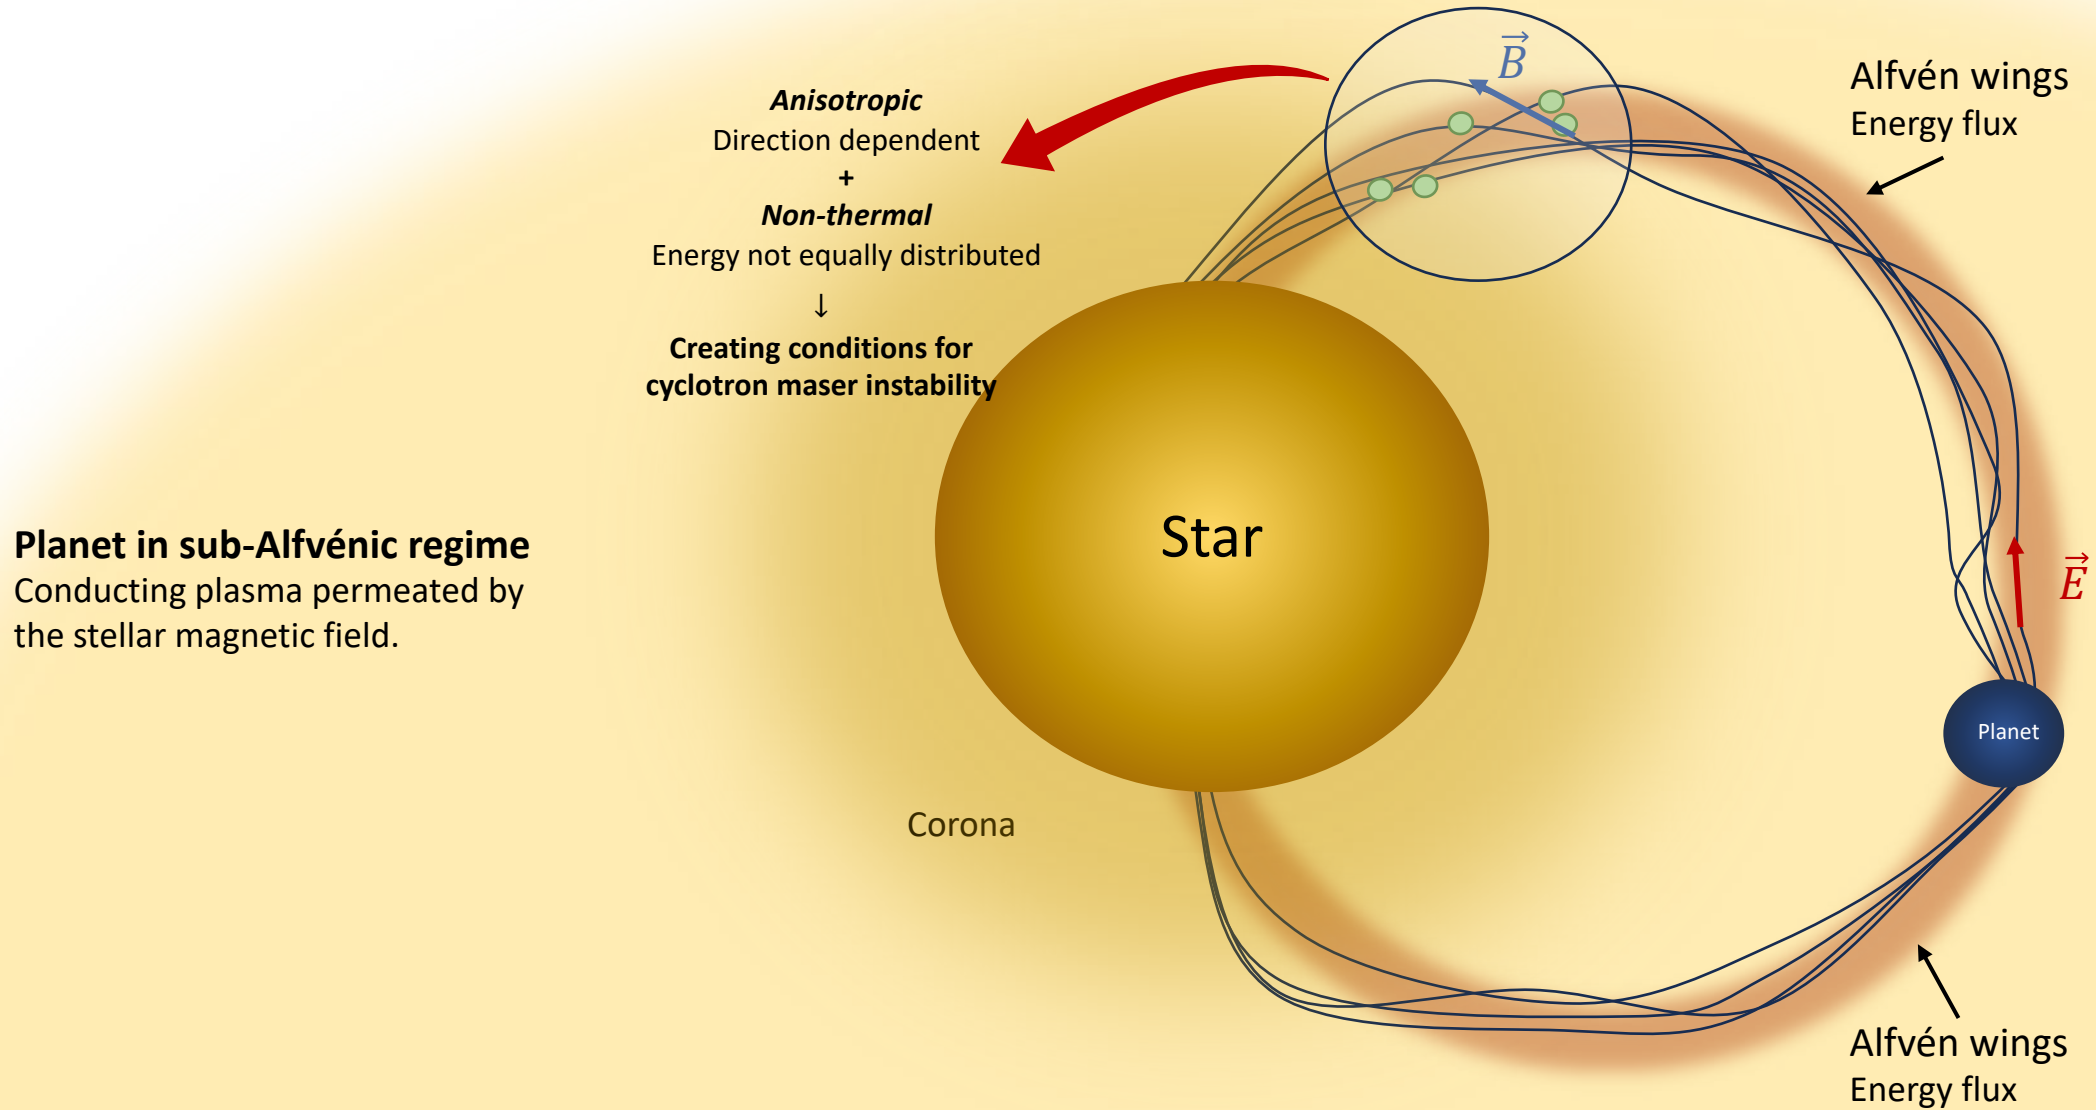 Anisotropic
Direction dependent
+
Non-thermal
Energy not equally distributed
↓
Creating conditions for
cyclotron maser instability
B⃗
Alfvén wings
Energy flux
Star
Planet in sub-Alfvénic regime
Conducting plasma permeated by
the stellar magnetic field.
E⃗
Planet
Corona
Alfvén wings
Energy flux